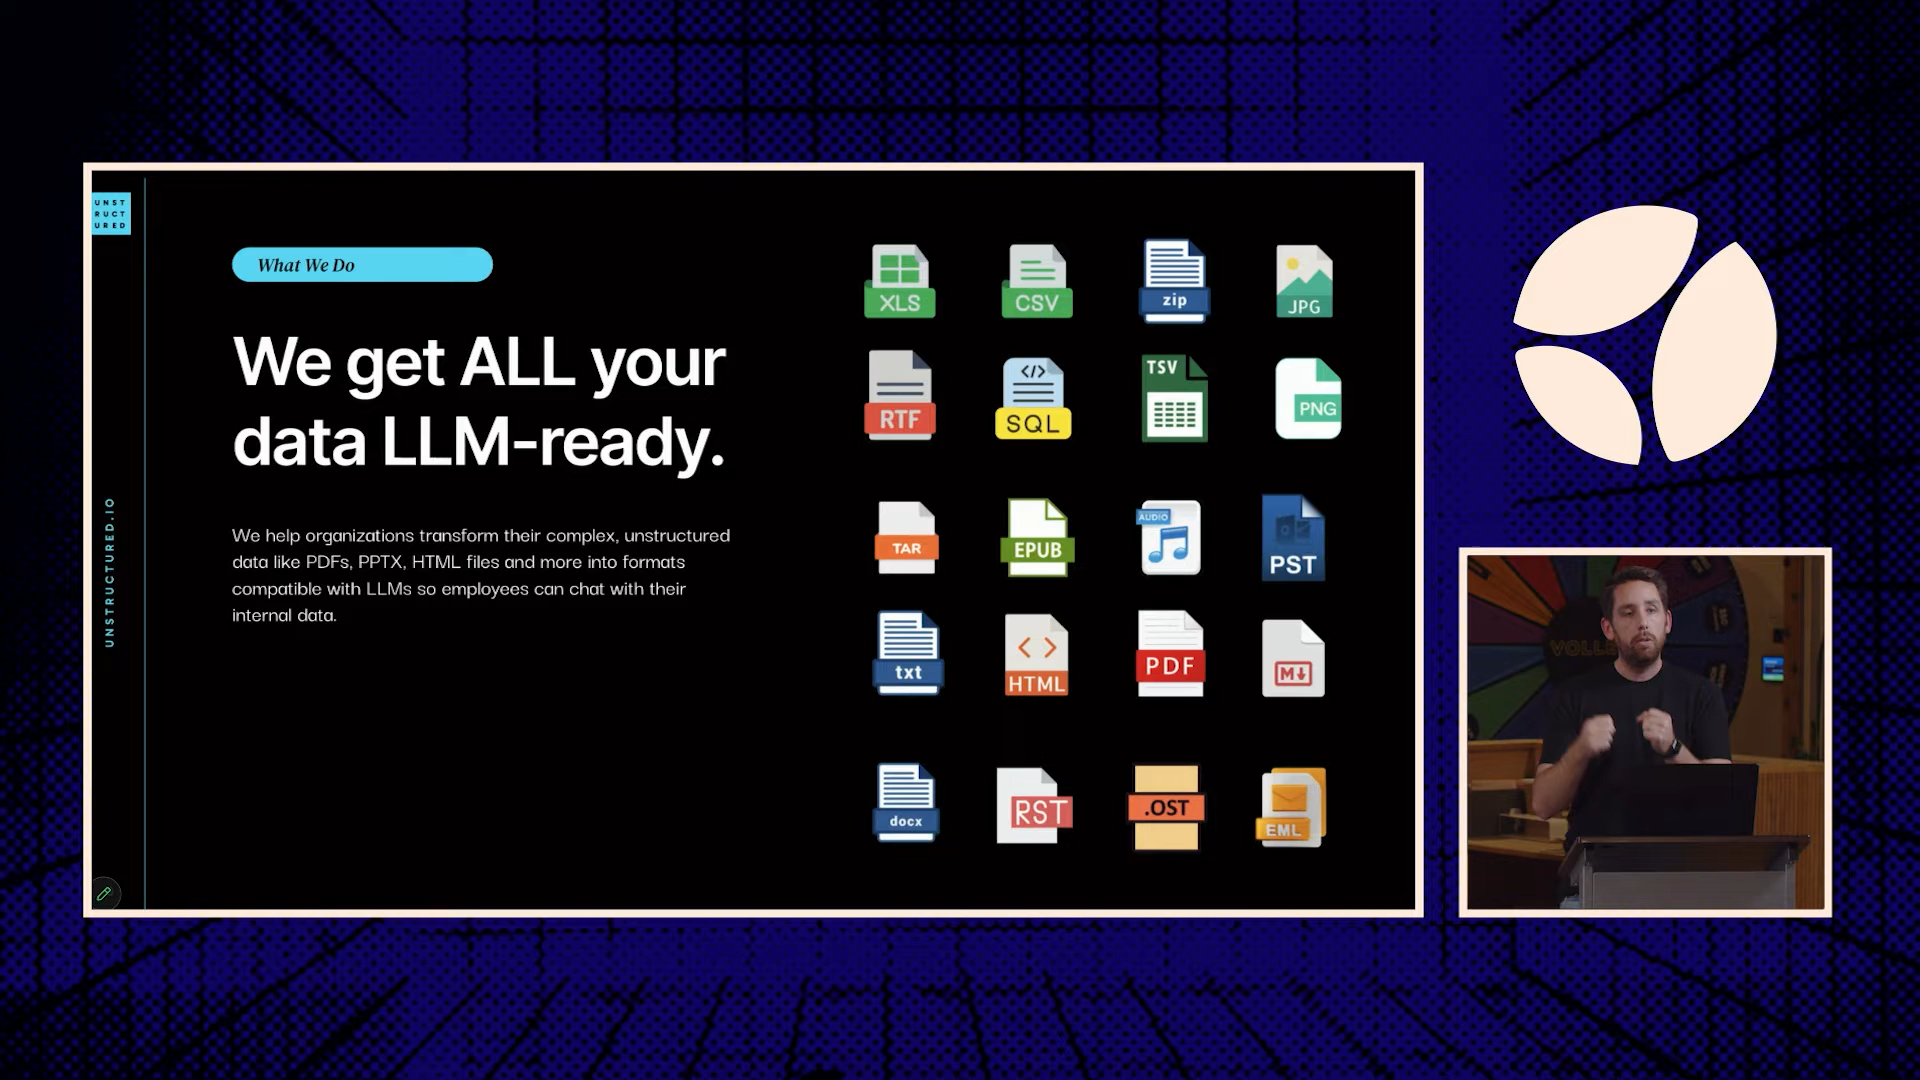 UNST
RUCT
URED
UNSTRUCTURED.IO
What We Do
We get ALL your
data LLM-ready.
We help organizations transform their complex, unstructured
data like PDFs, PPTX, HTML files and more into formats
compatible with LLMs so employees can chat with their
internal data.
XLS
CSV
zip
JPG
RTF
</>
SQL
TSV
PNG
TAR
EPUB
AUDIO
PST
txt
< >
HTML
PDF
M↓
docx
RST
.OST
EML